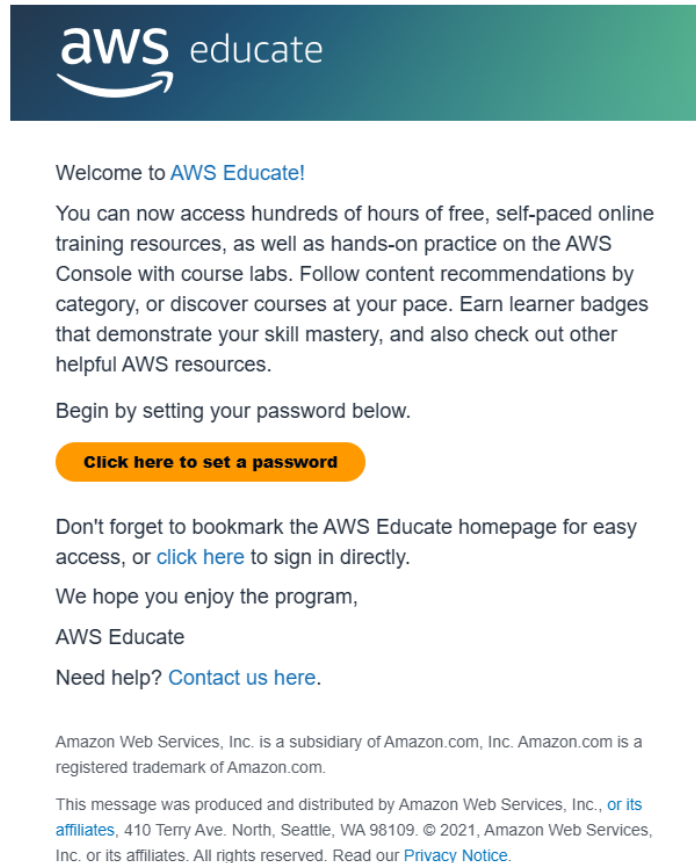 aws educate
Welcome to AWS Educate!
You can now access hundreds of hours of free, self-paced online
training resources, as well as hands-on practice on the AWS
Console with course labs. Follow content recommendations by
category, or discover courses at your pace. Earn learner badges
that demonstrate your skill mastery, and also check out other
helpful AWS resources.
Begin by setting your password below.
Click here to set a password
Don't forget to bookmark the AWS Educate homepage for easy
access, or click here to sign in directly.
We hope you enjoy the program,
AWS Educate
Need help? Contact us here.
Amazon Web Services, Inc. is a subsidiary of Amazon.com, Inc. Amazon.com is a
registered trademark of Amazon.com.
This message was produced and distributed by Amazon Web Services, Inc., or its
affiliates, 410 Terry Ave. North, Seattle, WA 98109. © 2021, Amazon Web Services,
Inc. or its affiliates. All rights reserved. Read our Privacy Notice.